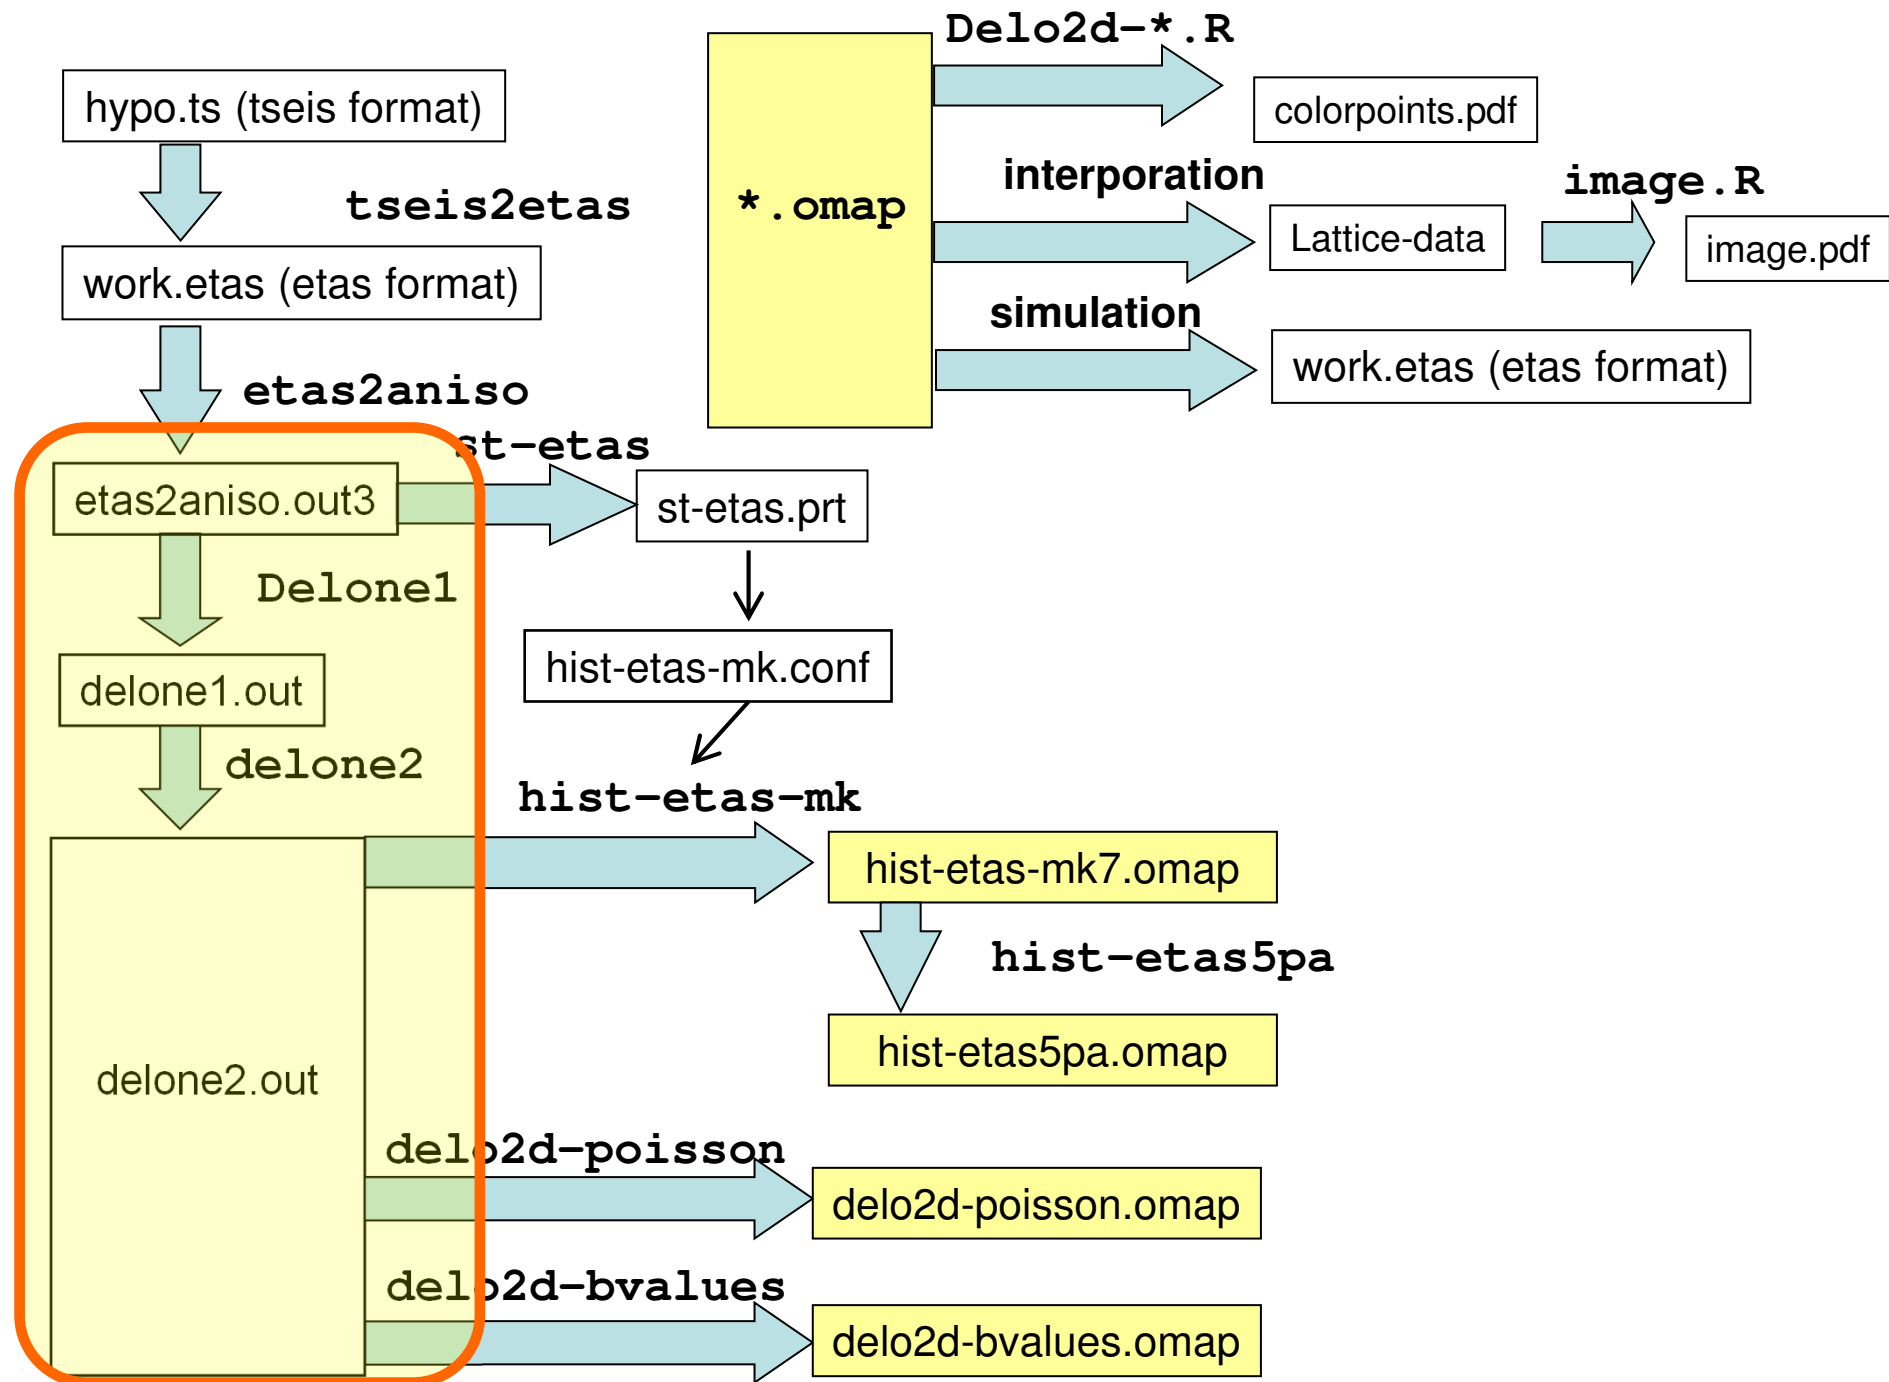 Delo2d-*.R
hypo.ts (tseis format)
colorpoints.pdf
tseis2etas
*.omap
interporation
image.R
Lattice-data
image.pdf
work.etas (etas format)
simulation
work.etas (etas format)
etas2aniso
st-etas
etas2aniso.out3
st-etas.prt
Delone1
hist-etas-mk.conf
delone1.out
delone2
hist-etas-mk
hist-etas-mk7.omap
hist-etas5pa
hist-etas5pa.omap
delone2.out
delo2d-poisson
delo2d-poisson.omap
delo2d-bvalues
delo2d-bvalues.omap